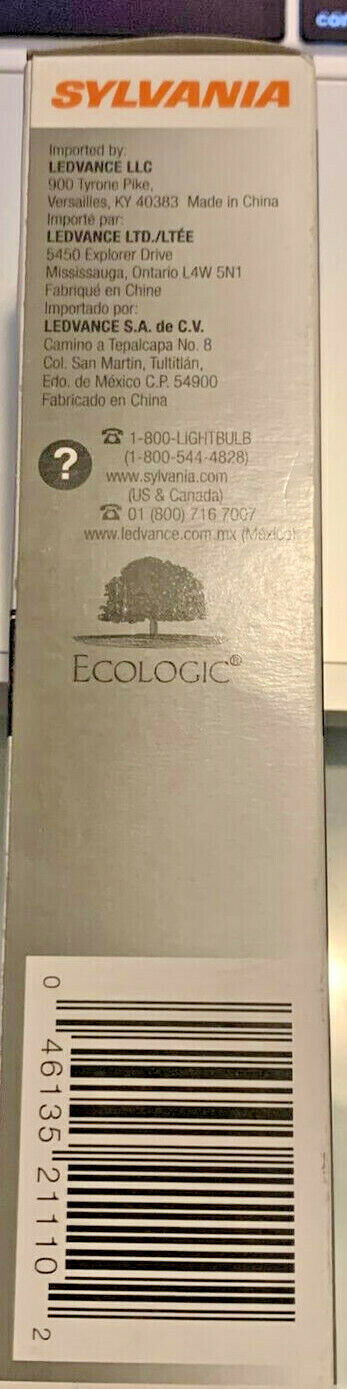 SYLVANIA
Imported by:
LEDVANCE LLC
900 Tyrone Pike,
Versailles, KY 40383 Made in China
Importé par:
LEDVANCE LTD./LTÉE
5450 Explorer Drive
Mississauga, Ontario L4W 5N1
Fabriqué en Chine
Importado por:
LEDVANCE S.A. de C.V.
Camino a Tepalcapa No. 8
Col. San Martín, Tultitlán,
Edo. de México C.P. 54900
Fabricado en China
?
☎ 1-800-LIGHTBULB
(1-800-544-4828)
www.sylvania.com
(US & Canada)
☎ 01 (800) 716 7007
www.ledvance.com.mx (México)
ECOLOGIC®
0 46135 21110 2